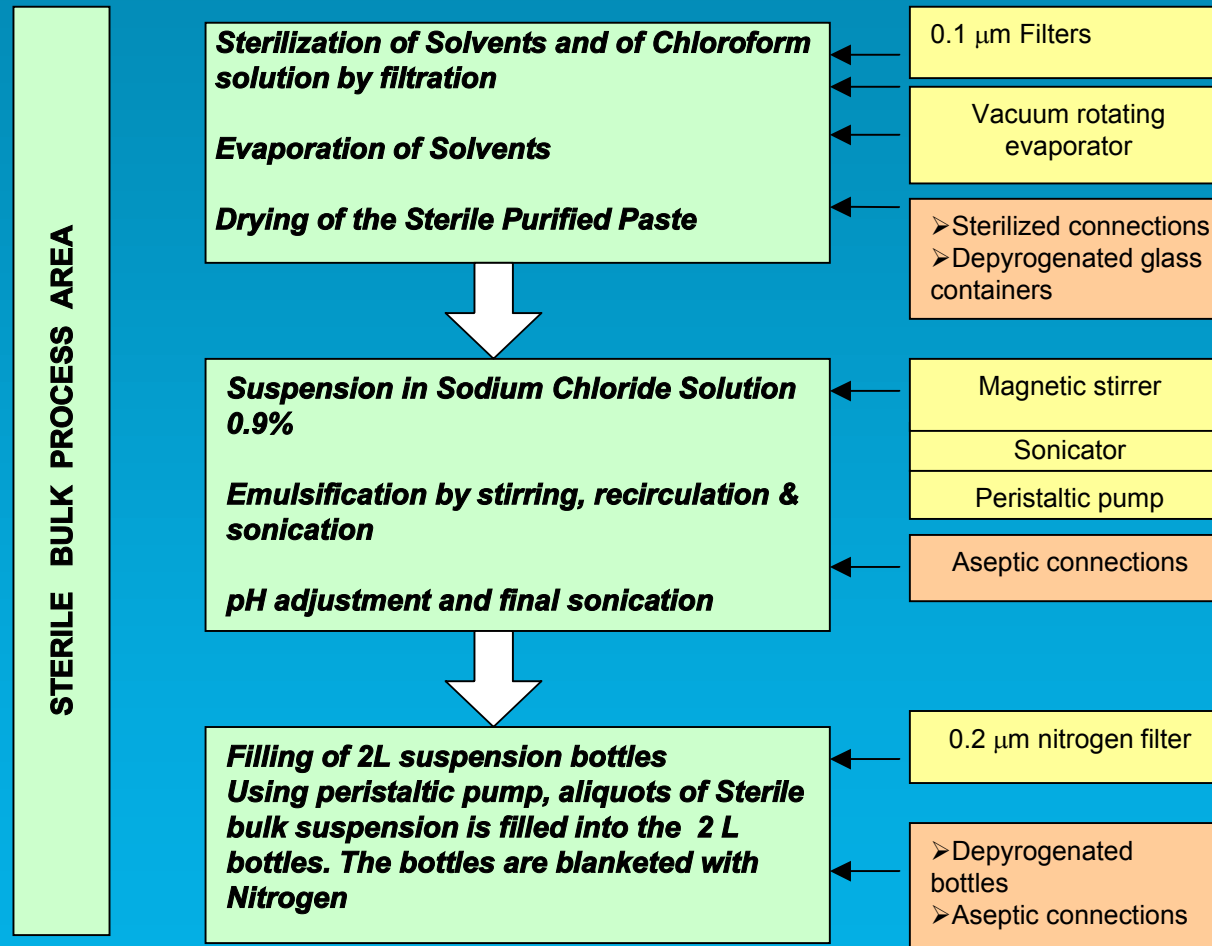 STERILE BULK PROCESS AREA
Sterilization of Solvents and of Chloroform
solution by filtration
Evaporation of Solvents
Drying of the Sterile Purified Paste
0.1 μm Filters
Vacuum rotating
evaporator
➢Sterilized connections
➢Depyrogenated glass
containers
Suspension in Sodium Chloride Solution
0.9%
Emulsification by stirring, recirculation &
sonication
pH adjustment and final sonication
Magnetic stirrer
Sonicator
Peristaltic pump
Aseptic connections
Filling of 2L suspension bottles
Using peristaltic pump, aliquots of Sterile
bulk suspension is filled into the 2 L
bottles. The bottles are blanketed with
Nitrogen
0.2 μm nitrogen filter
➢Depyrogenated
bottles
➢Aseptic connections